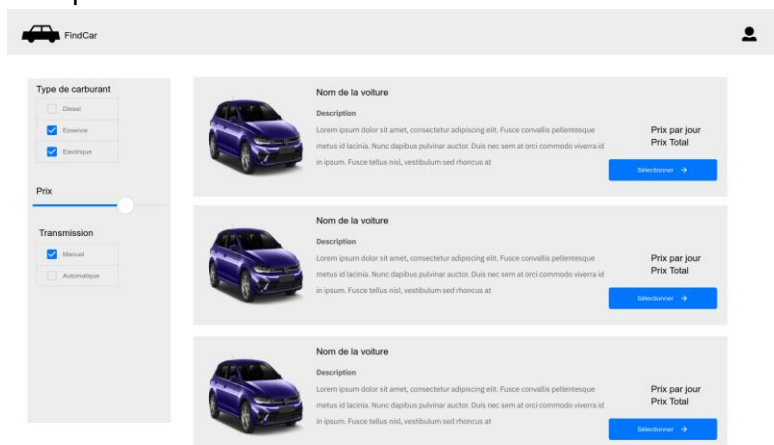 FindCar
Type de carburant
Diesel
Essence
Electrique
Prix
Transmission
Manuel
Automatique
Nom de la voiture
Description
Lorem ipsum dolor sit amet, consectetur adipiscing elit. Fusce convallis pellentesque
metus id lacinia. Nunc dapibus pulvinar auctor. Duis nec sem at orci commodo viverra id
in ipsum. Fusce tellus nisl, vestibulum sed rhoncus at
Prix par jour
Prix Total
Sélectionner →
Nom de la voiture
Description
Lorem ipsum dolor sit amet, consectetur adipiscing elit. Fusce convallis pellentesque
metus id lacinia. Nunc dapibus pulvinar auctor. Duis nec sem at orci commodo viverra id
in ipsum. Fusce tellus nisl, vestibulum sed rhoncus at
Prix par jour
Prix Total
Sélectionner →
Nom de la voiture
Description
Lorem ipsum dolor sit amet, consectetur adipiscing elit. Fusce convallis pellentesque
metus id lacinia. Nunc dapibus pulvinar auctor. Duis nec sem at orci commodo viverra id
in ipsum. Fusce tellus nisl, vestibulum sed rhoncus at
Prix par jour
Prix Total
Sélectionner →